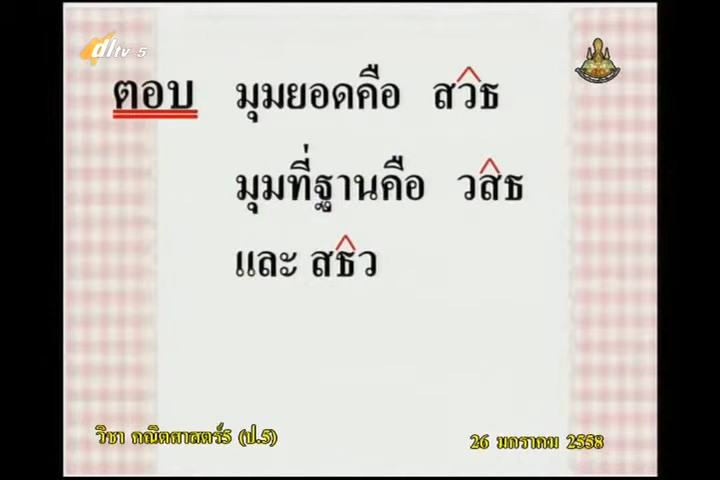 dltv 5
ตอบ มุมยอดคือ สวิธ
มุมที่ฐานคือ วสิธ
และ สธิว
วิชา คณิตศาสตร์5 (ป.5)
26 มกราคม 2558